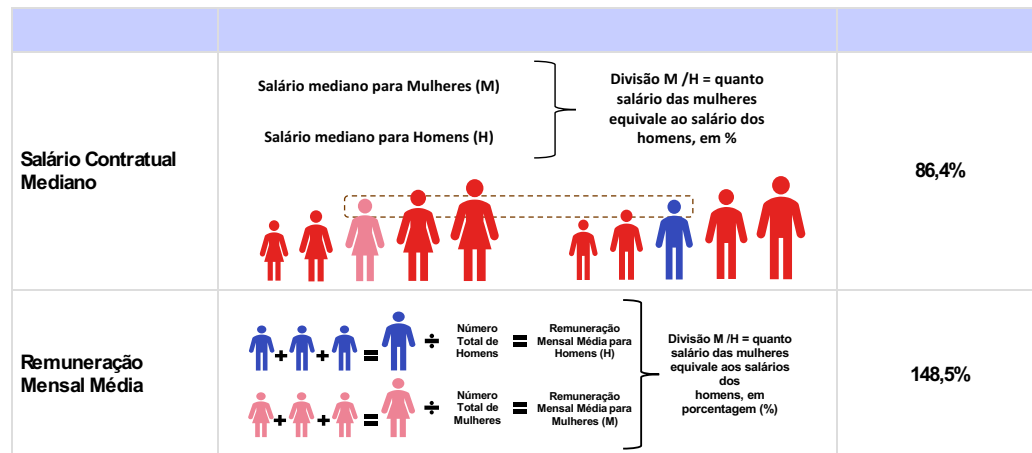 Salário Contratual
Mediano
Salário mediano para Mulheres (M)
Salário mediano para Homens (H)
Divisão M /H = quanto
salário das mulheres
equivale ao salário dos
homens, em %
86,4%
Remuneração
Mensal Média
+ + = ÷
Número
Total de
Homens
=
Remuneração
Mensal Média para
Homens (H)
+ + = ÷
Número
Total de
Mulheres
=
Remuneração
Mensal Média para
Mulheres (M)
Divisão M /H = quanto
salário das mulheres
equivale aos salários
dos
homens, em
porcentagem (%)
148,5%